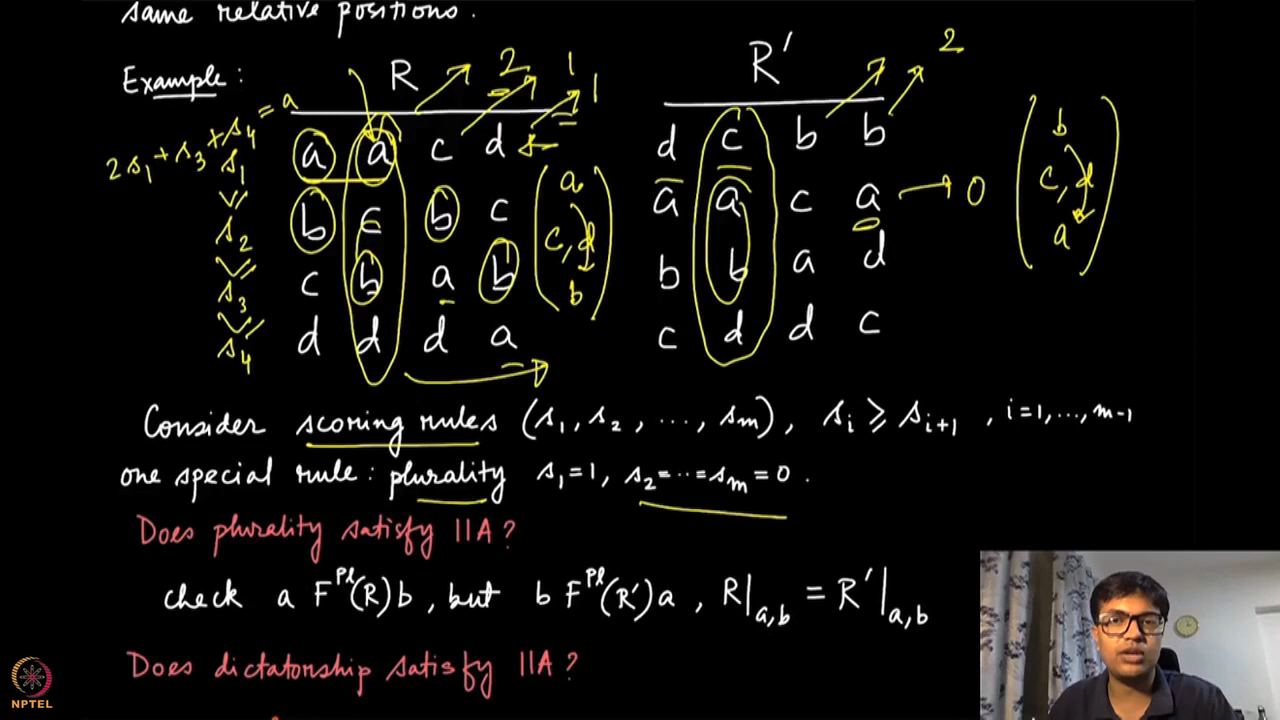 same relative positions.
Example: R 2 1 1 R' 2
2s₁ + s₃ + s₄ = a
s₁ a a c d a d c b b b
s₂ b c b c c, d a a c a → 0 c, d
s₃ c b a b b b b a d a
s₄ d d d a c d d c
Consider scoring rules (s₁, s₂, ..., sₘ), sᵢ ⩾ sᵢ₊₁, i=1,...,m-1
one special rule: plurality s₁=1, s₂=...=sₘ=0.
Does plurality satisfy IIA?
check a F^Pl(R) b, but b F^Pl(R') a, R|a,b = R'|a,b
Does dictatorship satisfy IIA?
NPTEL